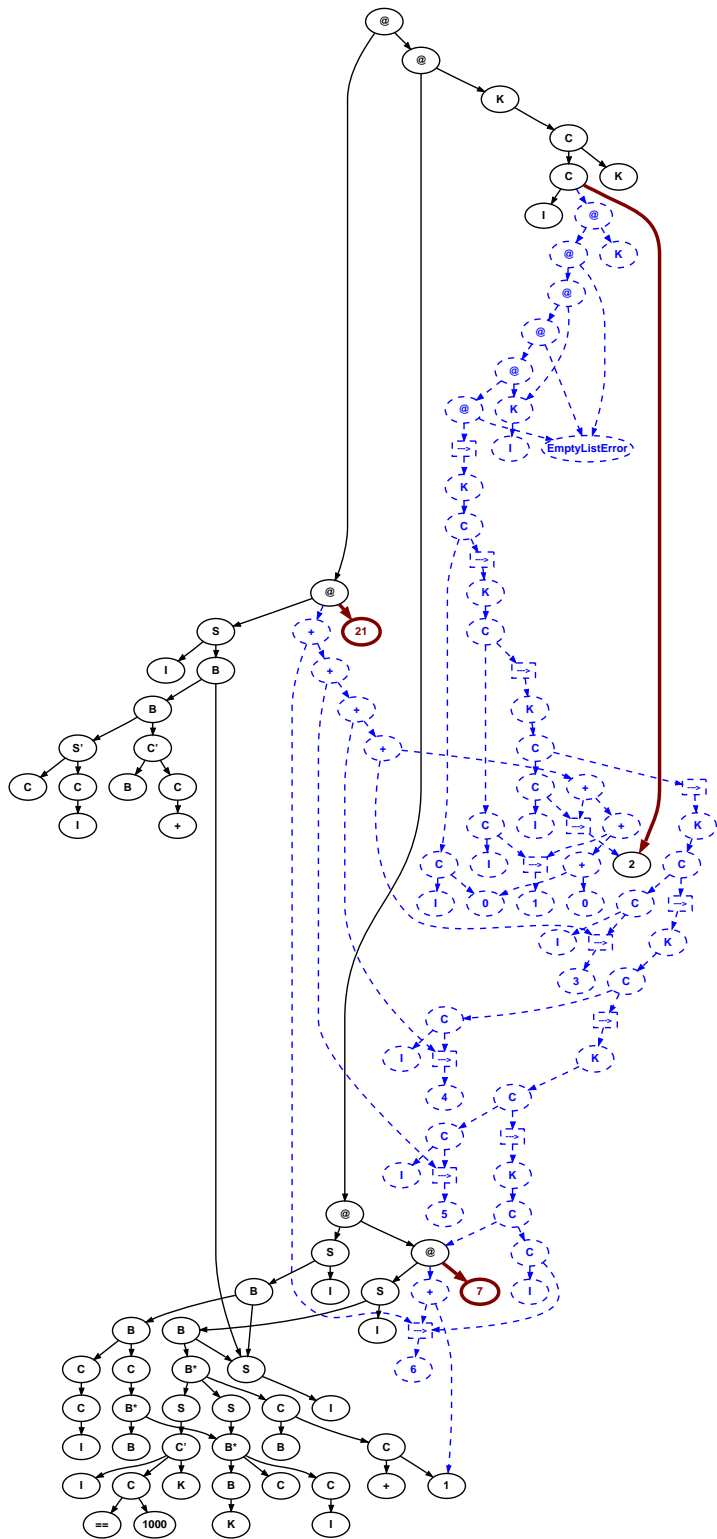 @
@
K
C
C K
I @
@ K
@
@
@
@ K
---> I EmptyListError
K
C
--->
@ K
S + 21 C
I B + --->
B + K
S' C' + C
C C B C C + --->
I + C I ---> + K
C I ---> + 2 C
I 0 1 0 C --->
I ---> K
3 C
C --->
I ---> K
4 C
C --->
I ---> K
@ 5 C
S @ C
B I S + 7 I
B B I --->
C C B* S 6
C B* S S C I
I B C' B* B C
I C K B C C + 1
== 1000 K I